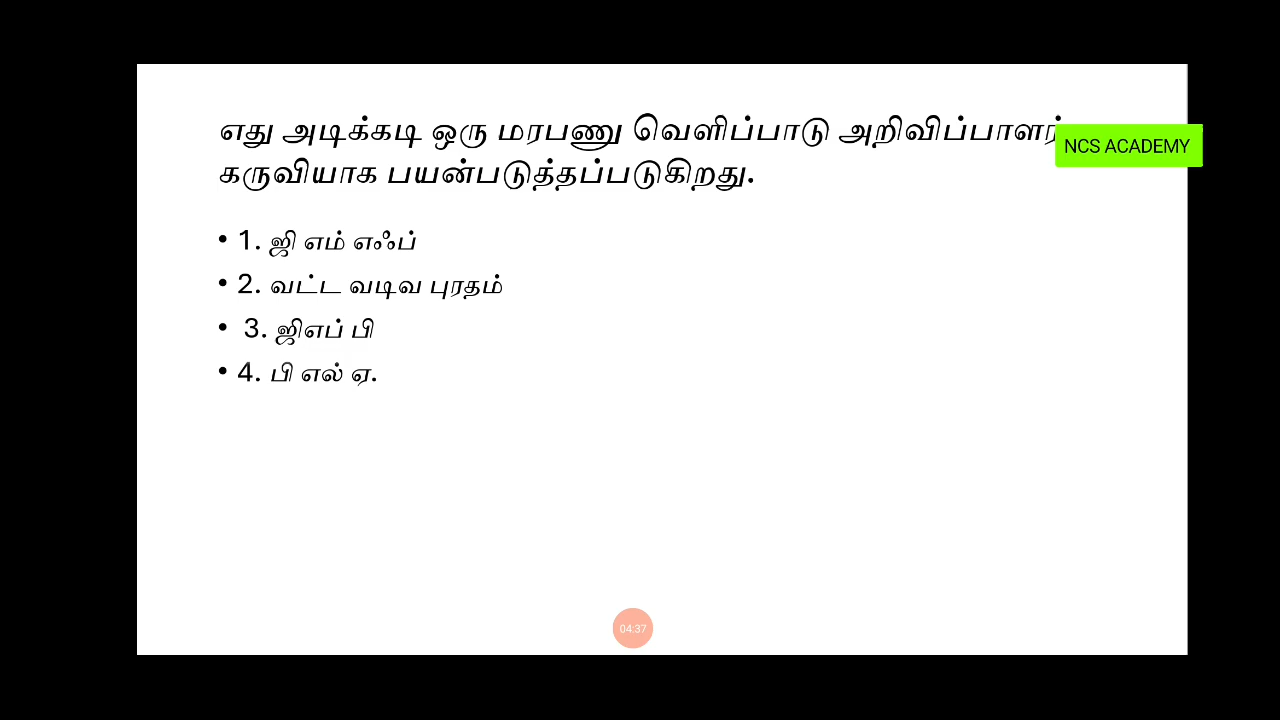 எது அடிக்கடி ஒரு மரபணு வெளிப்பாடு அறிவிப்பாளர்
NCS ACADEMY
கருவியாக பயன்படுத்தப்படுகிறது.
• 1. ஜி எம் எஃப்
• 2. வட்ட வடிவ புரதம்
• 3. ஜிஎப் பி
• 4. பி எல் ஏ.
04:37